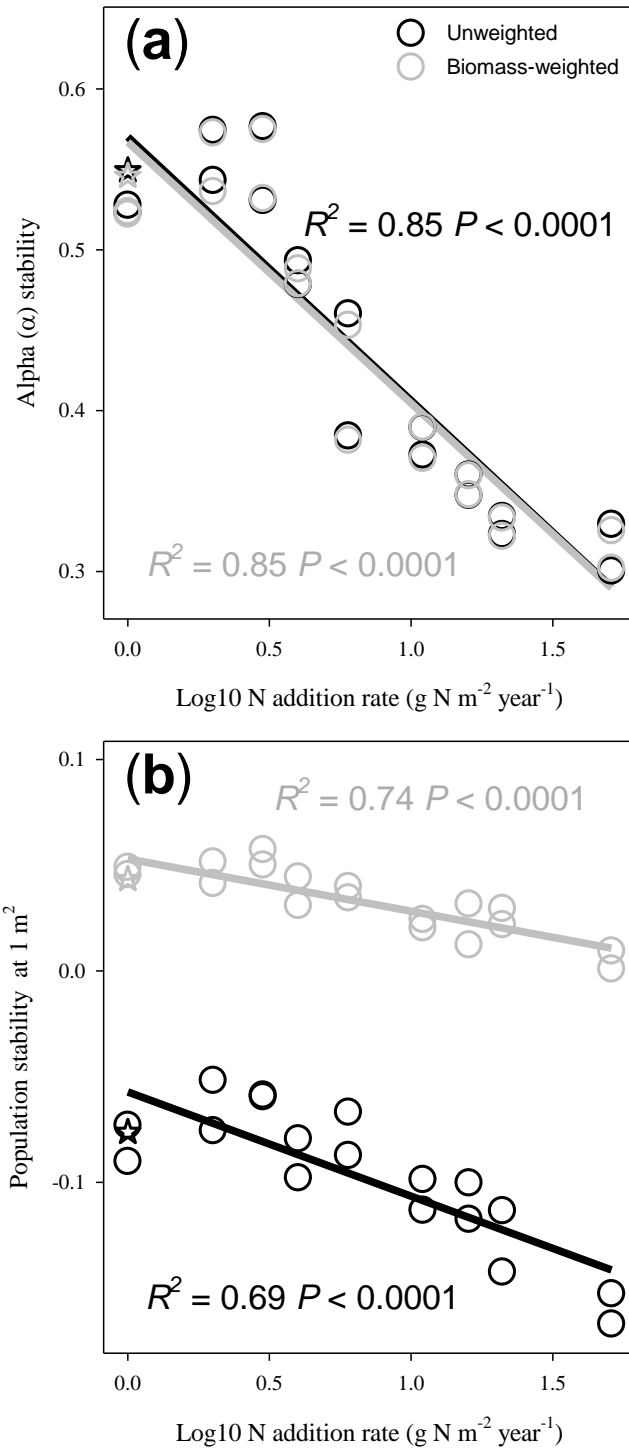 (a)
Unweighted
Biomass-weighted
0.6
0.5
0.4
0.3
Alpha (α) stability
R² = 0.85 P < 0.0001
R² = 0.85 P < 0.0001
0.0 0.5 1.0 1.5
Log10 N addition rate (g N m⁻² year⁻¹)
(b)
0.1
0.0
-0.1
Population stability at 1 m²
R² = 0.74 P < 0.0001
R² = 0.69 P < 0.0001
0.0 0.5 1.0 1.5
Log10 N addition rate (g N m⁻² year⁻¹)